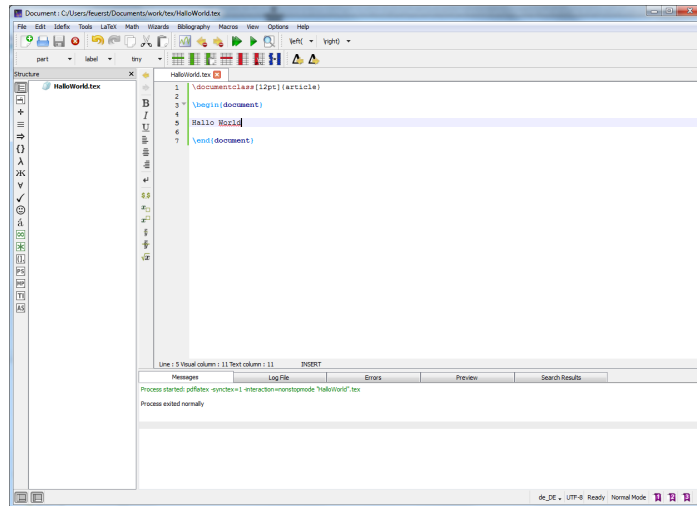 Document : C:/Users/feuerst/Documents/work/tex/HalloWorld.tex
File Edit Idefix Tools LaTeX Math Wizards Bibliography Macros View Options Help
\left( \right)
part label tiny
Structure HalloWorld.tex
HalloWorld.tex
1 \documentclass[12pt]{article}
2
3 \begin{document}
4
5 Hallo World
6
7 \end{document}
Line : 5 Visual column : 11 Text column : 11 INSERT
Messages Log File Errors Preview Search Results
Process started: pdflatex -synctex=1 -interaction=nonstopmode "HalloWorld".tex
Process exited normally
de_DE UTF-8 Ready Normal Mode